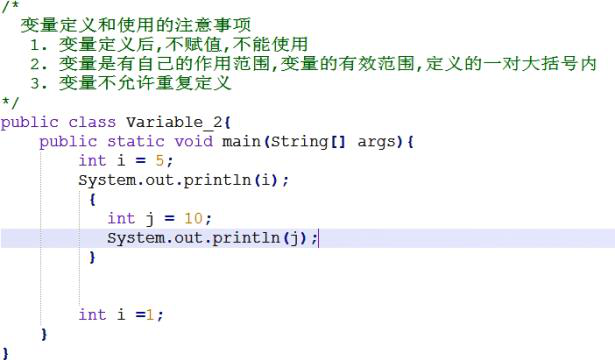 /*
变量定义和使用的注意事项
1. 变量定义后,不赋值,不能使用
2. 变量是有自己的作用范围,变量的有效范围,定义的一对大括号内
3. 变量不允许重复定义
*/
public class Variable_2{
public static void main(String[] args){
int i = 5;
System.out.println(i);
{
int j = 10;
System.out.println(j);
}
int i =1;
}
}